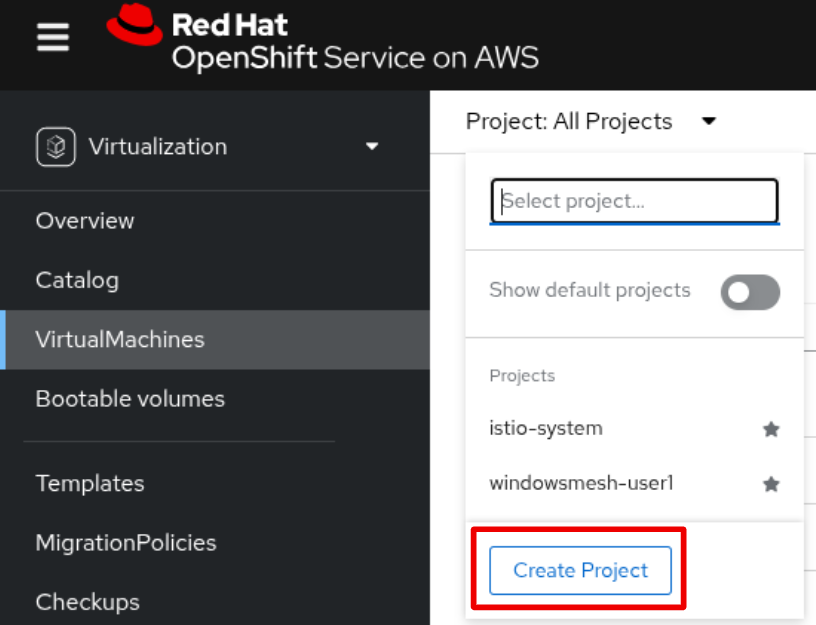 Red Hat
OpenShift Service on AWS
Virtualization
Overview
Catalog
VirtualMachines
Bootable volumes
Templates
MigrationPolicies
Checkups
Project: All Projects
Select project...
Show default projects
Projects
istio-system
windowsmesh-user1
Create Project